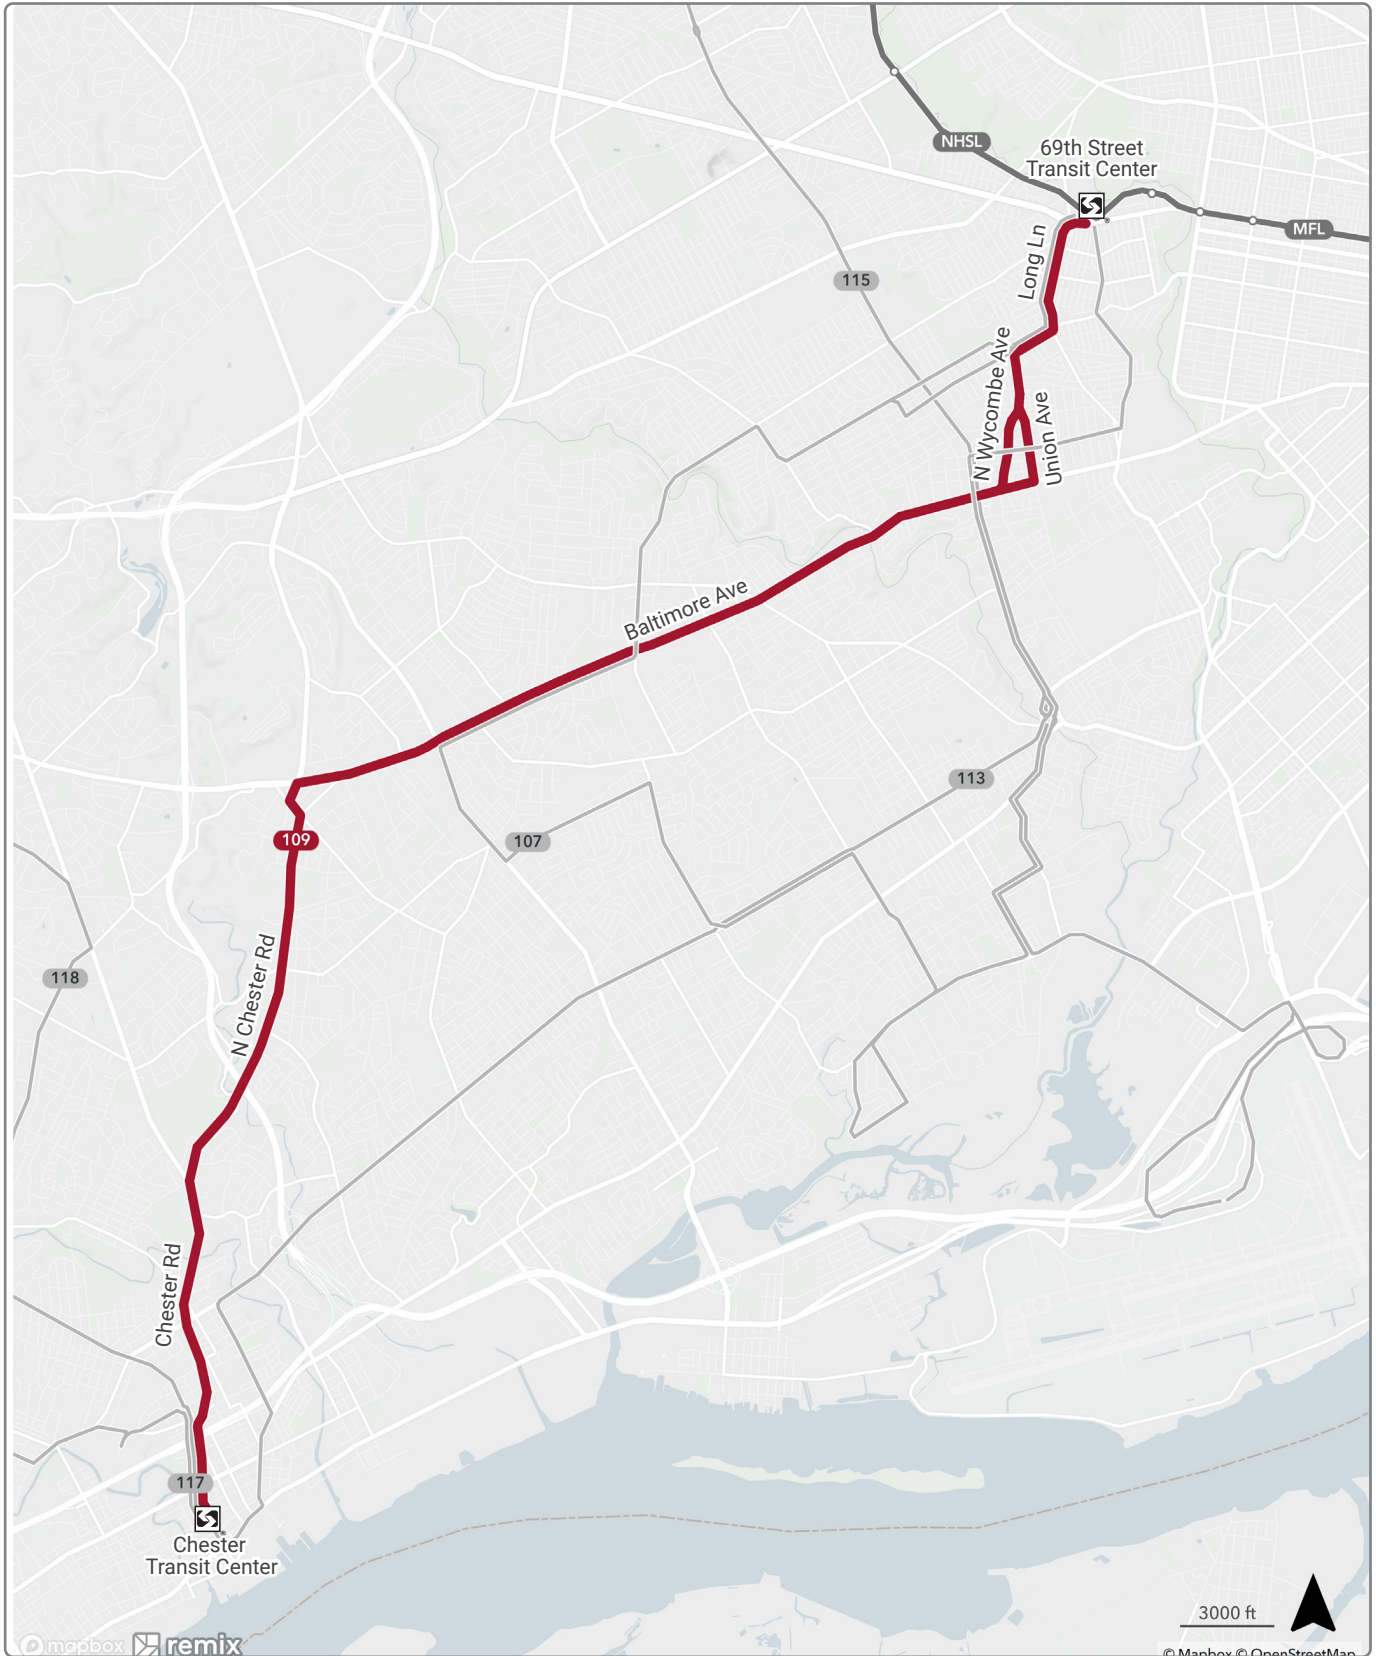 NHSL
69th Street
Transit Center
MFL
Long Ln
115
N Wycombe Ave
Union Ave
Baltimore Ave
113
109
107
N Chester Rd
118
Chester Rd
117
Chester
Transit Center
3000 ft
mapbox remix
© Mapbox © OpenStreetMap